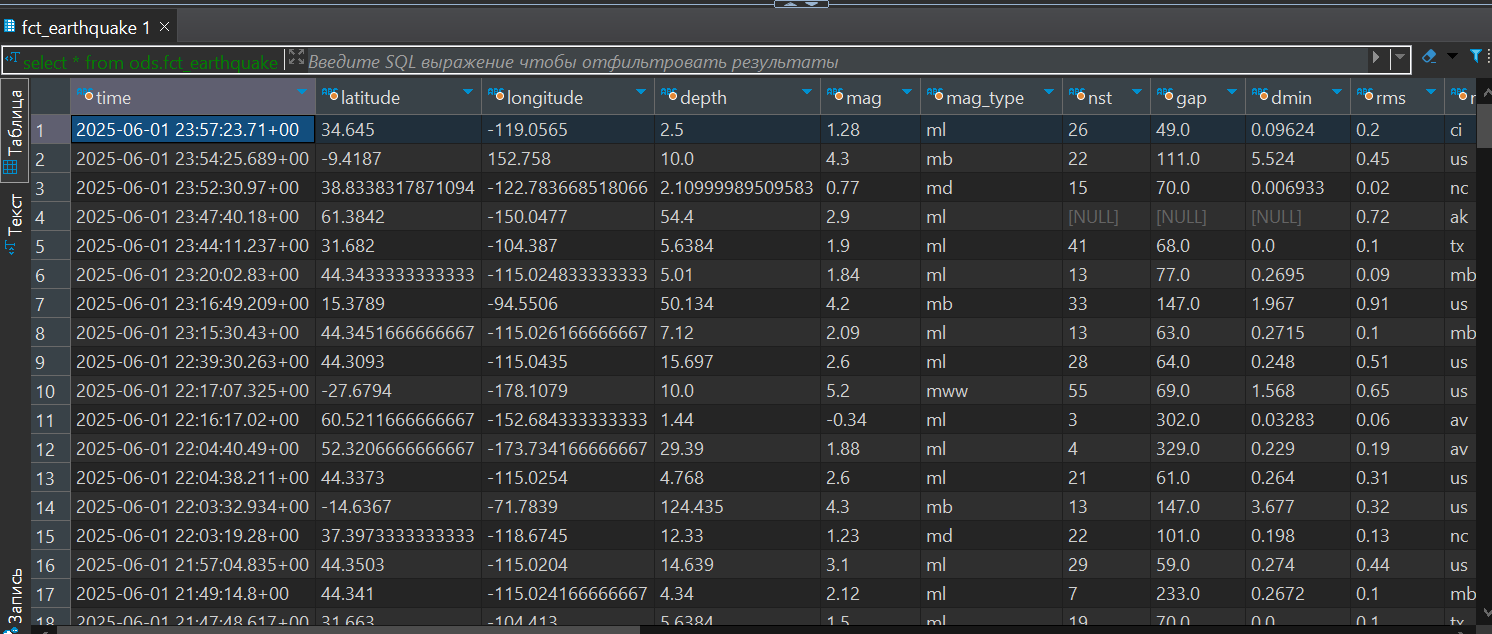 fct_earthquake 1 ×
select * from ods.fct_earthquake Введите SQL выражение чтобы отфильтровать результаты
Таблица
Текст
Запись
time latitude longitude depth mag mag_type nst gap dmin rms
1 2025-06-01 23:57:23.71+00 34.645 -119.0565 2.5 1.28 ml 26 49.0 0.09624 0.2 ci
2 2025-06-01 23:54:25.689+00 -9.4187 152.758 10.0 4.3 mb 22 111.0 5.524 0.45 us
3 2025-06-01 23:52:30.97+00 38.8338317871094 -122.783668518066 2.10999989509583 0.77 md 15 70.0 0.006933 0.02 nc
4 2025-06-01 23:47:40.18+00 61.3842 -150.0477 54.4 2.9 ml [NULL] [NULL] [NULL] 0.72 ak
5 2025-06-01 23:44:11.237+00 31.682 -104.387 5.6384 1.9 ml 41 68.0 0.0 0.1 tx
6 2025-06-01 23:20:02.83+00 44.3433333333333 -115.024833333333 5.01 1.84 ml 13 77.0 0.2695 0.09 mb
7 2025-06-01 23:16:49.209+00 15.3789 -94.5506 50.134 4.2 mb 33 147.0 1.967 0.91 us
8 2025-06-01 23:15:30.43+00 44.3451666666667 -115.026166666667 7.12 2.09 ml 13 63.0 0.2715 0.1 mb
9 2025-06-01 22:39:30.263+00 44.3093 -115.0435 15.697 2.6 ml 28 64.0 0.248 0.51 us
10 2025-06-01 22:17:07.325+00 -27.6794 -178.1079 10.0 5.2 mww 55 69.0 1.568 0.65 us
11 2025-06-01 22:16:17.02+00 60.5211666666667 -152.684333333333 1.44 -0.34 ml 3 302.0 0.03283 0.06 av
12 2025-06-01 22:04:40.49+00 52.3206666666667 -173.734166666667 29.39 1.88 ml 4 329.0 0.229 0.19 av
13 2025-06-01 22:04:38.211+00 44.3373 -115.0254 4.768 2.6 ml 21 61.0 0.264 0.31 us
14 2025-06-01 22:03:32.934+00 -14.6367 -71.7839 124.435 4.3 mb 13 147.0 3.677 0.32 us
15 2025-06-01 22:03:19.28+00 37.3973333333333 -118.6745 12.33 1.23 md 22 101.0 0.198 0.13 nc
16 2025-06-01 21:57:04.835+00 44.3503 -115.0204 14.639 3.1 ml 29 59.0 0.274 0.44 us
17 2025-06-01 21:49:14.8+00 44.341 -115.024166666667 4.34 2.12 ml 7 233.0 0.2672 0.1 mb
18 2025-06-01 21:47:48.617+00 31.663 -104.413 5.6384 1.5 ml 19 70.0 0.0 0.1 tx